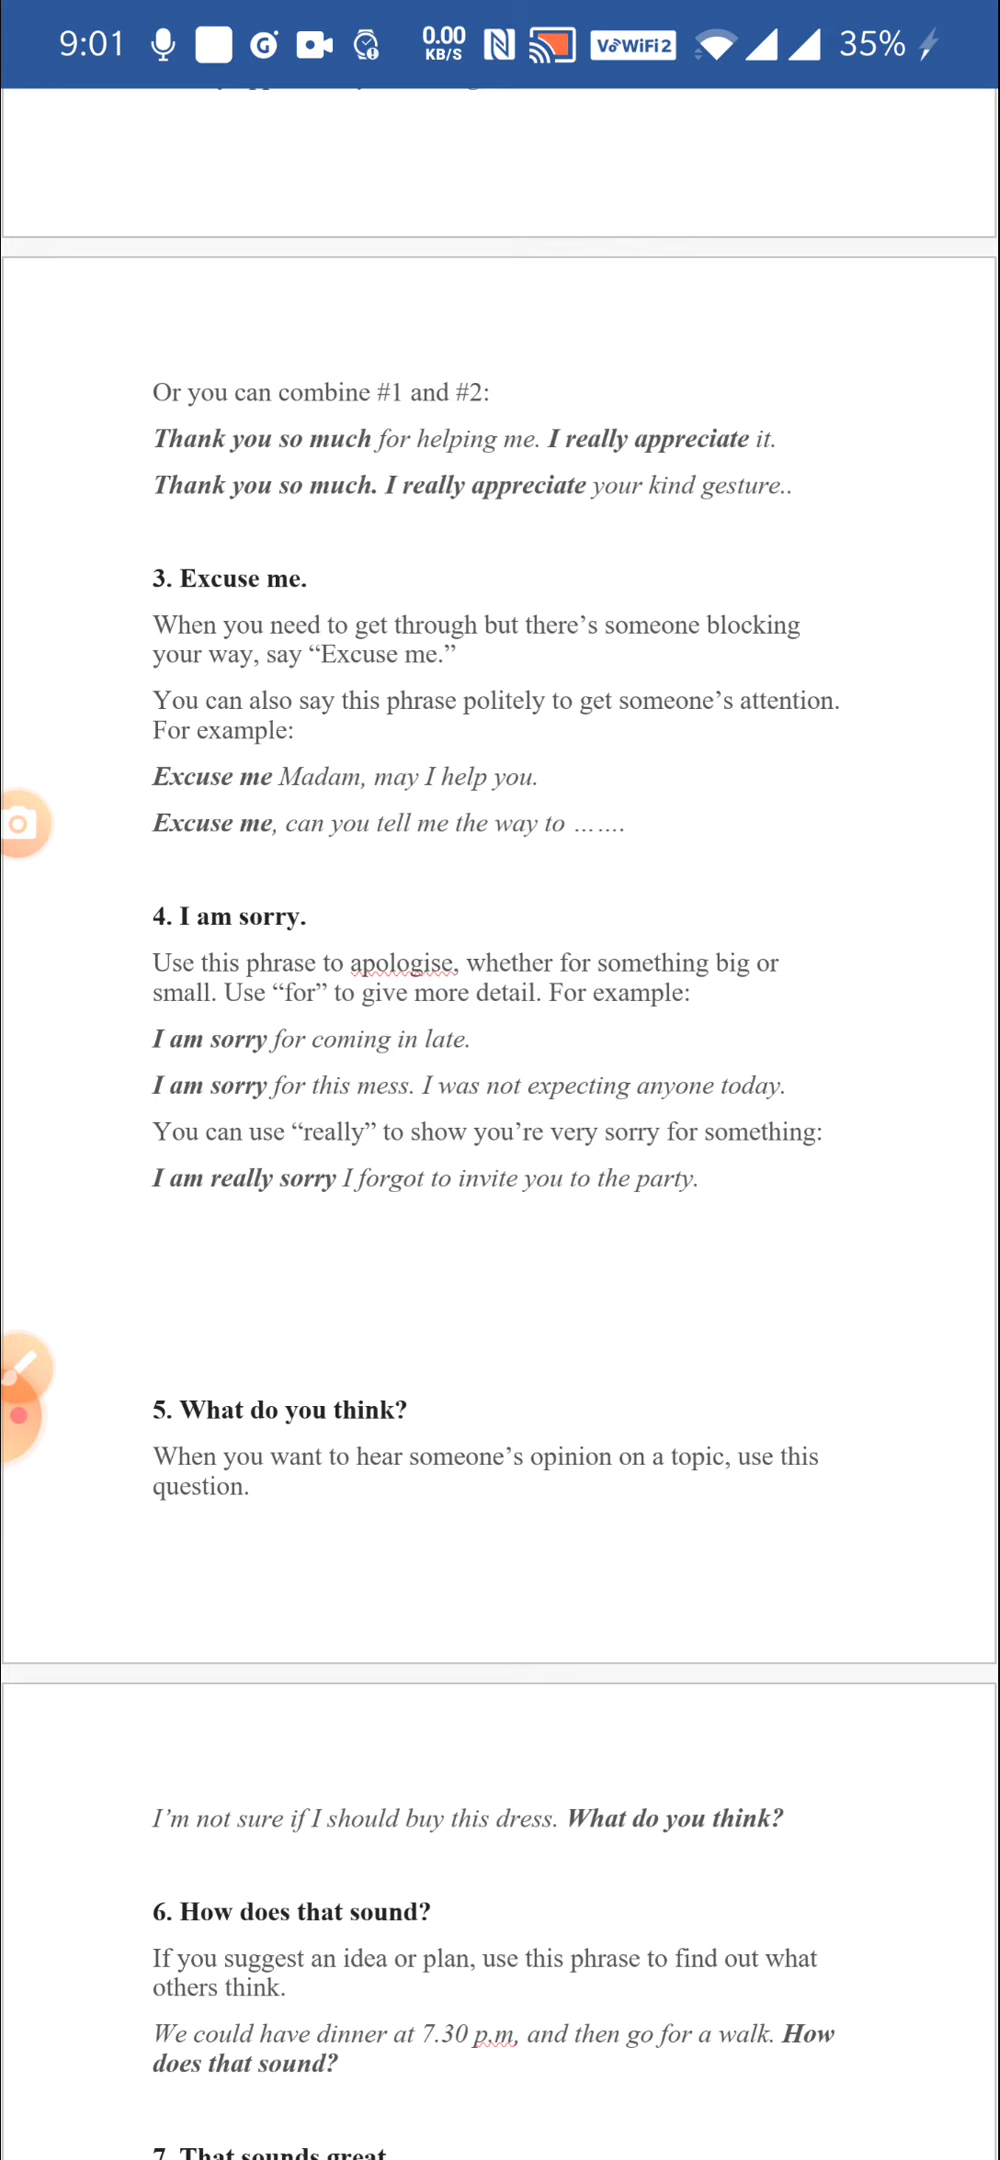 9:01 0.00 KB/S VoWiFi2 35%
Or you can combine #1 and #2:
Thank you so much for helping me. I really appreciate it.
Thank you so much. I really appreciate your kind gesture..
3. Excuse me.
When you need to get through but there’s someone blocking
your way, say “Excuse me.”
You can also say this phrase politely to get someone’s attention.
For example:
Excuse me Madam, may I help you.
Excuse me, can you tell me the way to …….
4. I am sorry.
Use this phrase to apologise, whether for something big or
small. Use “for” to give more detail. For example:
I am sorry for coming in late.
I am sorry for this mess. I was not expecting anyone today.
You can use “really” to show you’re very sorry for something:
I am really sorry I forgot to invite you to the party.
5. What do you think?
When you want to hear someone’s opinion on a topic, use this
question.
I’m not sure if I should buy this dress. What do you think?
6. How does that sound?
If you suggest an idea or plan, use this phrase to find out what
others think.
We could have dinner at 7.30 p.m, and then go for a walk. How
does that sound?
7. That sounds great